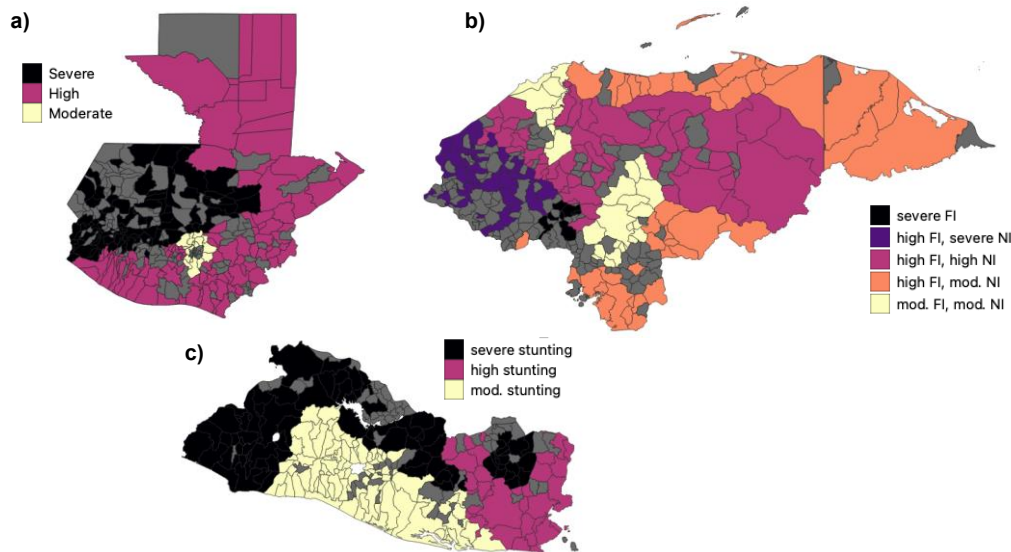 a)
Severe
High
Moderate
b)
severe FI
high FI, severe NI
high FI, high NI
high FI, mod. NI
mod. FI, mod. NI
c)
severe stunting
high stunting
mod. stunting